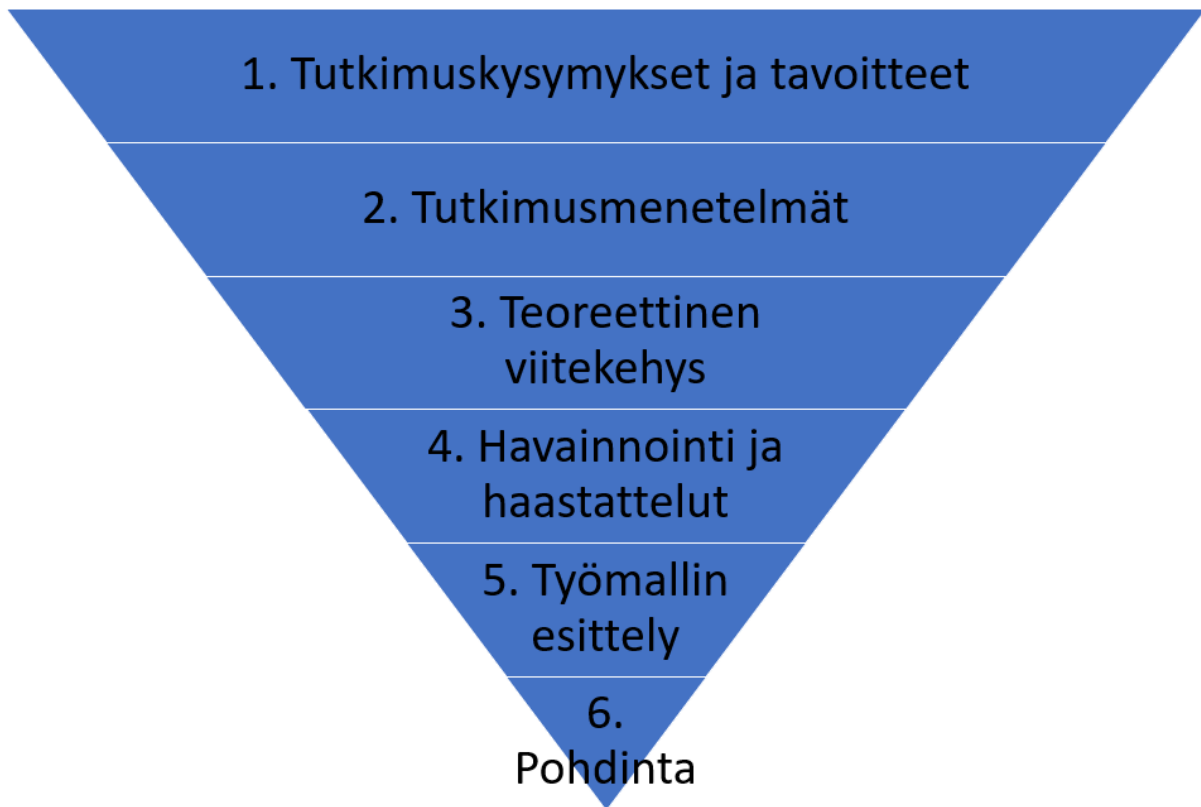 1. Tutkimuskysymykset ja tavoitteet
2. Tutkimusmenetelmät
3. Teoreettinen
viitekehys
4. Havainnointi ja
haastattelut
5. Työmallin
esittely
6.
Pohdinta